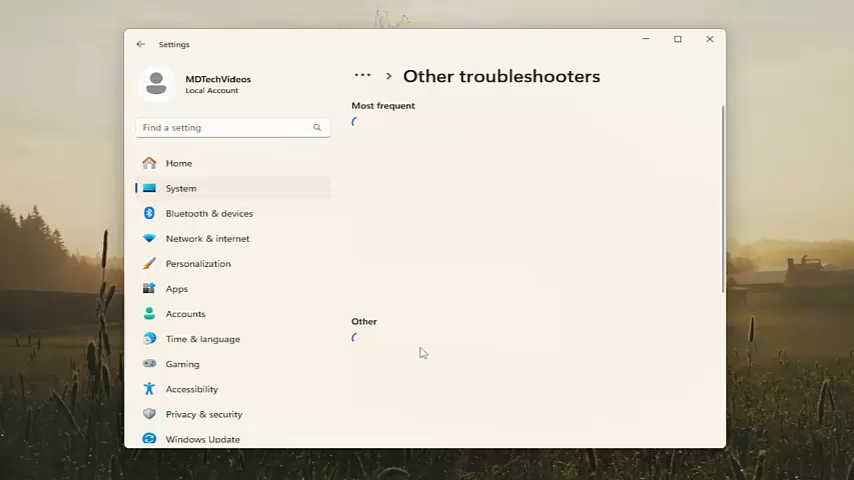 Settings
MDTechVideos
Local Account
Find a setting
Home
System
Bluetooth & devices
Network & internet
Personalization
Apps
Accounts
Time & language
Gaming
Accessibility
Privacy & security
Windows Update
... > Other troubleshooters
Most frequent
Other